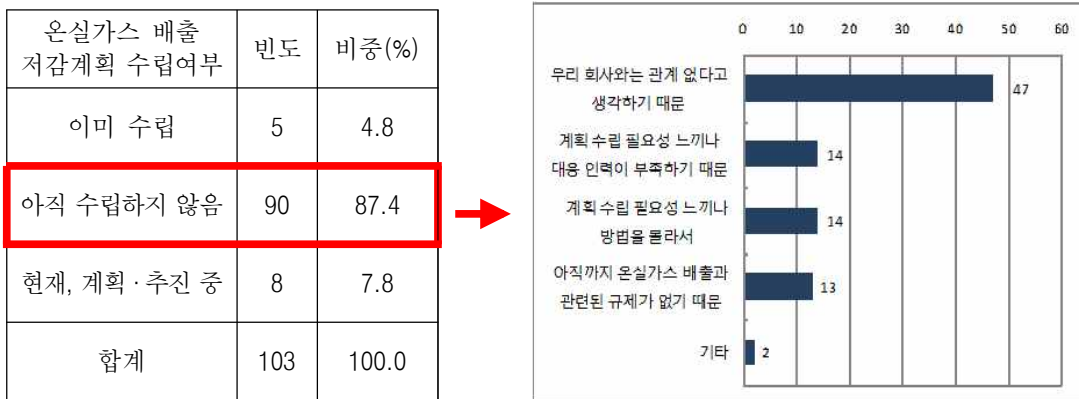 온실가스 배출
저감계획 수립여부
빈도
비중(%)
이미 수립
5
4.8
아직 수립하지 않음
90
87.4
현재, 계획·추진 중
8
7.8
합계
103
100.0
0 10 20 30 40 50 60
우리 회사와는 관계 없다고
생각하기 때문
47
계획 수립 필요성 느끼나
대응 인력이 부족하기 때문
14
계획 수립 필요성 느끼나
방법을 몰라서
14
아직까지 온실가스 배출과
관련된 규제가 없기 때문
13
기타
2